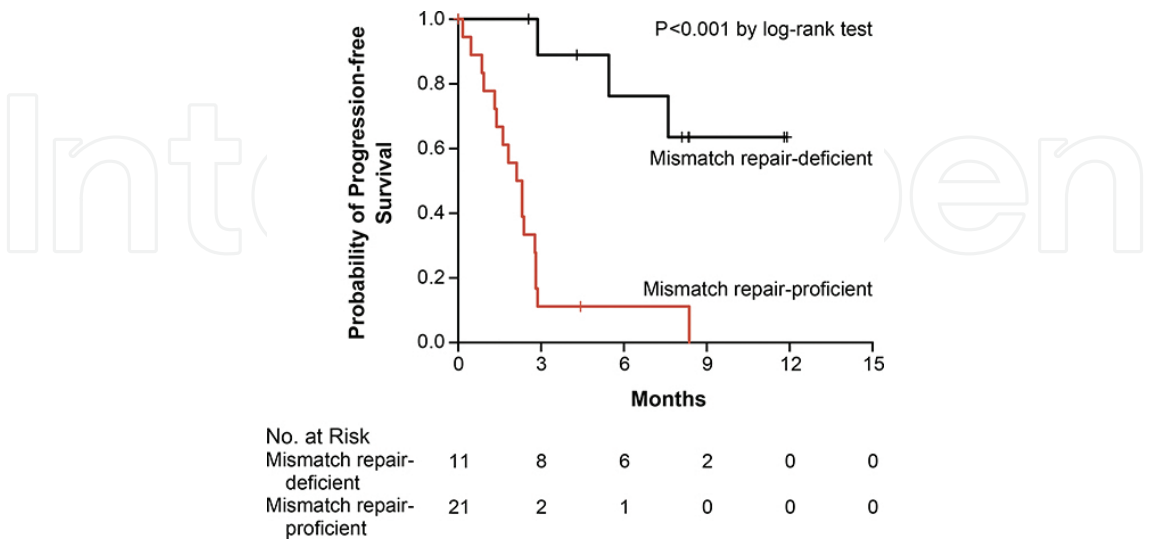 P<0.001 by log-rank test
Probability of Progression-free
Survival
1.0
0.8
0.6
0.4
0.2
0.0
Mismatch repair-deficient
Mismatch repair-proficient
0 3 6 9 12 15
Months
No. at Risk
Mismatch repair- 11 8 6 2 0 0
deficient
Mismatch repair- 21 2 1 0 0 0
proficient